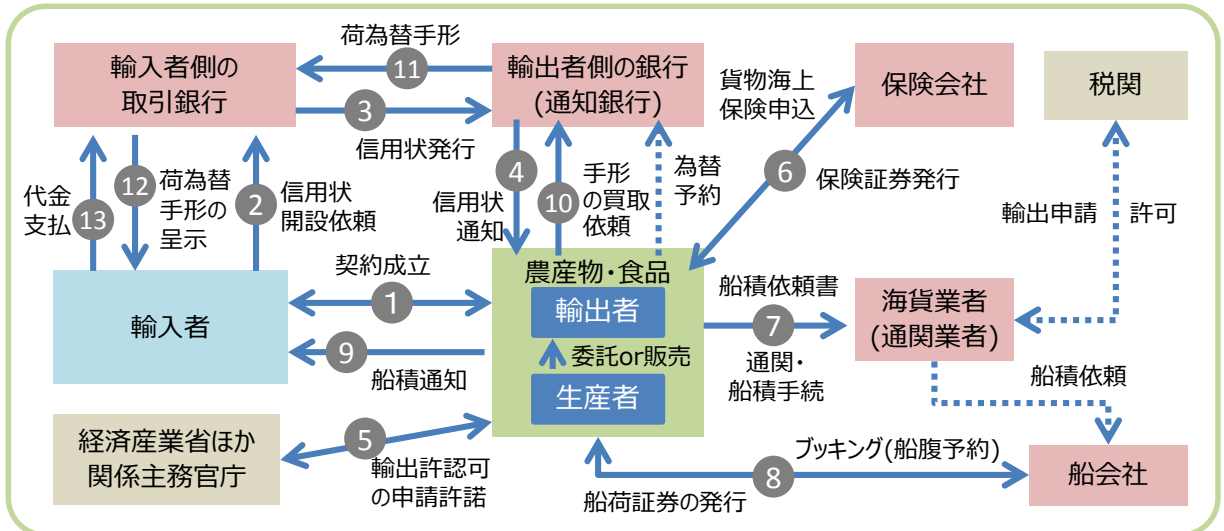 荷為替手形
11
輸入者側の
取引銀行
輸出者側の銀行
(通知銀行)
貨物海上
保険申込
保険会社
税関
3
信用状発行
4
信用状
通知
10
手形
の買取
依頼
為替
予約
6
保険証券発行
代金
支払
13
12
荷為替
手形の
呈示
2
信用状
開設依頼
輸出申請
許可
契約成立
1
農産物・食品
輸出者
委託or販売
生産者
船積依頼書
7
通関・
船積手続
海貨業者
(通関業者)
輸入者
9
船積通知
船積依頼
経済産業省ほか
関係主務官庁
5
輸出許認可
の申請許諾
ブッキング(船腹予約)
8
船荷証券の発行
船会社